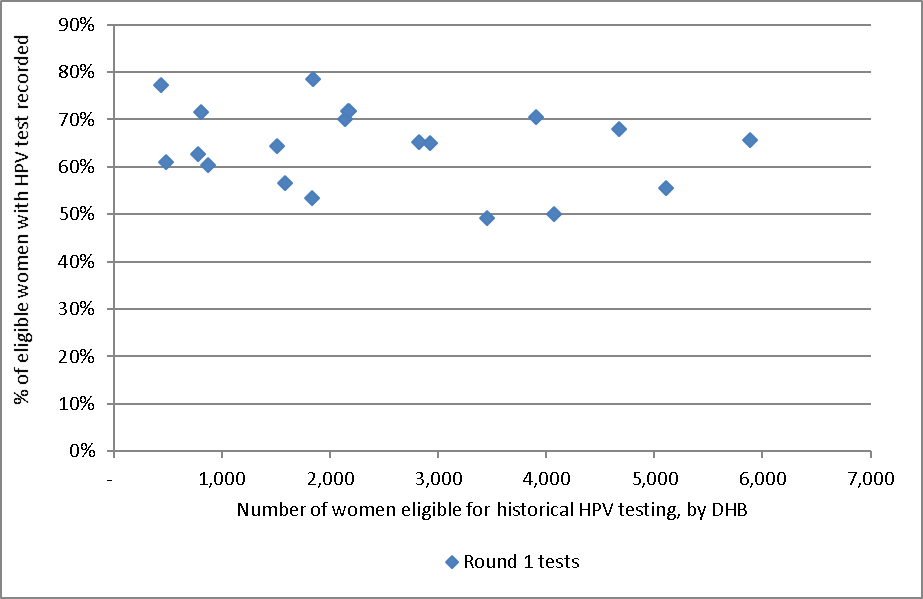 90%
80%
70%
60%
50%
40%
30%
20%
10%
0%
% of eligible women with HPV test recorded
- 1,000 2,000 3,000 4,000 5,000 6,000 7,000
Number of women eligible for historical HPV testing, by DHB
Round 1 tests